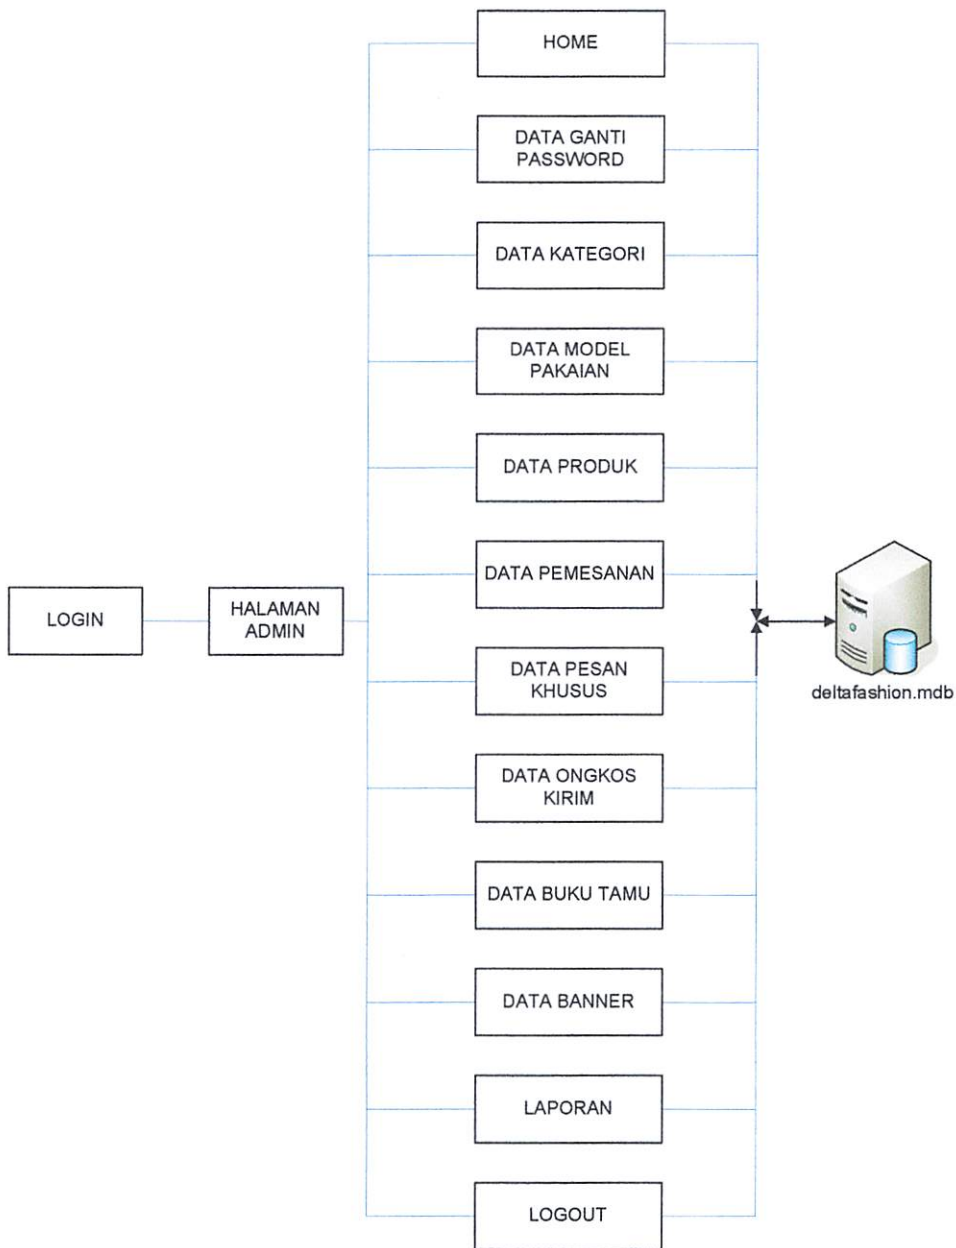 HOME
DATA GANTI
PASSWORD
DATA KATEGORI
DATA MODEL
PAKAIAN
DATA PRODUK
DATA PEMESANAN
LOGIN
HALAMAN
ADMIN
DATA PESAN
KHUSUS
deltafashion.mdb
DATA ONGKOS
KIRIM
DATA BUKU TAMU
DATA BANNER
LAPORAN
LOGOUT